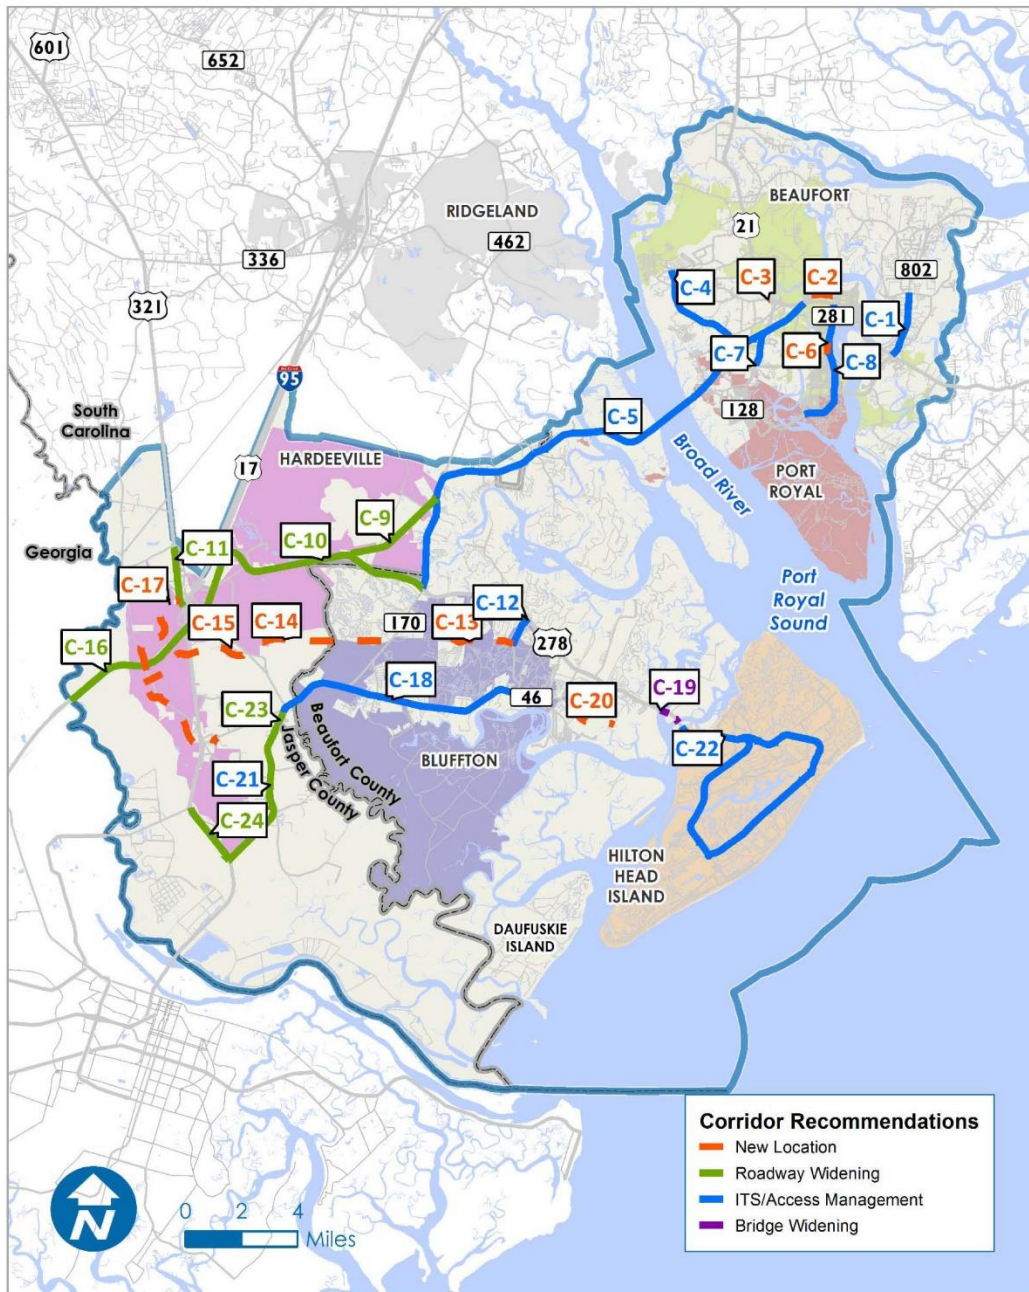 601
652
BEAUFORT
RIDGELAND
21
462
336
802
321
C-4
C-3
C-2
281
C-1
C-7
C-6
C-8
95
South
Carolina
C-5
128
17
HARDEEVILLE
Broad River
PORT
ROYAL
C-9
C-10
C-11
Georgia
Port
Royal
Sound
C-17
C-12
170
C-13
C-15
C-14
278
C-16
C-18
46
C-19
C-20
C-23
Beaufort County
Jasper County
C-22
BLUFFTON
C-21
C-24
HILTON
HEAD
ISLAND
DAUFUSKIE
ISLAND
Corridor Recommendations
New Location
Roadway Widening
ITS/Access Management
Bridge Widening
N
0 2 4
Miles